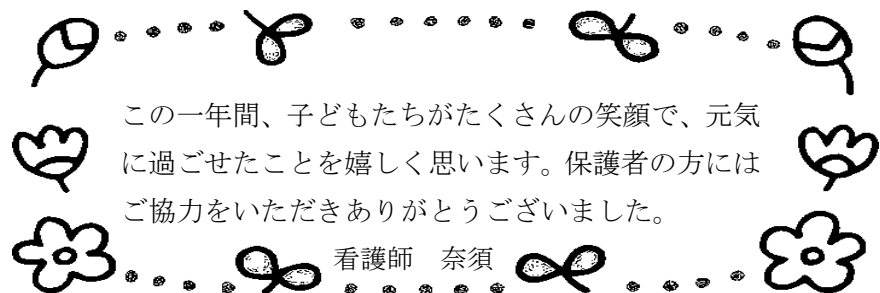 この一年間、子どもたちがたくさんの笑顔で、元気
に過ごせたことを嬉しく思います。保護者の方には
ご協力をいただきありがとうございました。
看護師　奈須